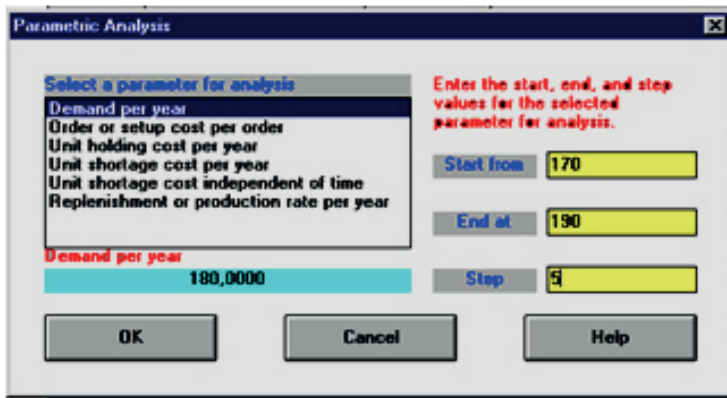 Parametric Analysis
Select a parameter for analysis
Demand per year
Order or setup cost per order
Unit holding cost per year
Unit shortage cost per year
Unit shortage cost independent of time
Replenishment or production rate per year
Demand per year
180,0000
Enter the start, end, and step
values for the selected
parameter for analysis.
Start from 170
End at 190
Step 5
OK Cancel Help